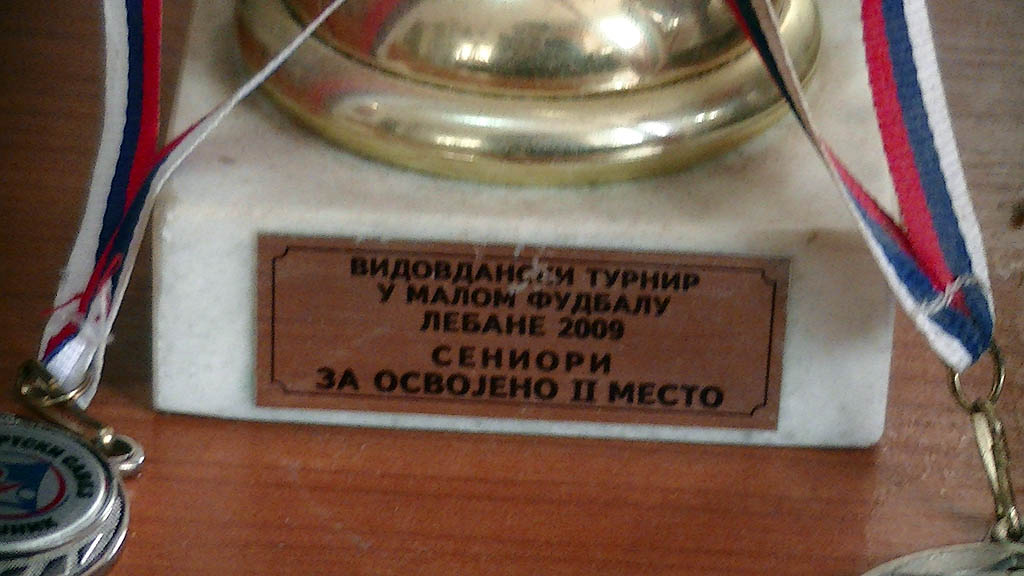 ВИДОВДАНСКИ ТУРНИР
У МАЛОМ ФУДБАЛУ
ЛЕБАНЕ 2009
СЕНИОРИ
ЗА ОСВОЈЕНО II МЕСТО